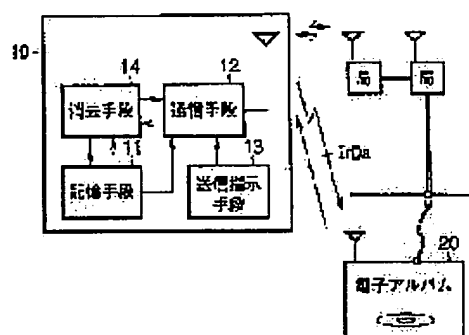 10
14
12
消去手段
通信手段
11
13
記憶手段
送信指示
手段
局
局
IrDA
20
電子アルバム